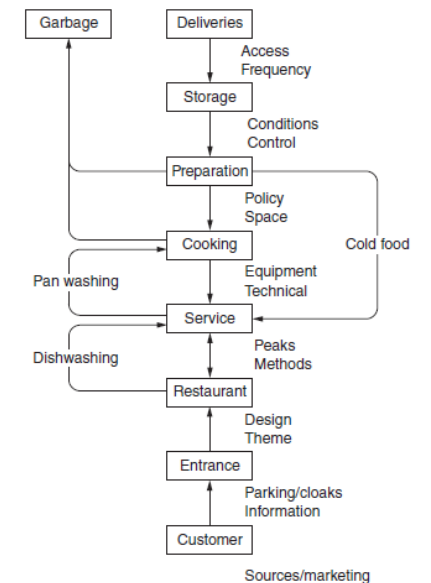 Garbage
Deliveries
Access
Frequency
Storage
Conditions
Control
Preparation
Policy
Space
Cooking
Cold food
Equipment
Technical
Pan washing
Service
Peaks
Methods
Dishwashing
Restaurant
Design
Theme
Entrance
Parking/cloaks
Information
Customer
Sources/marketing